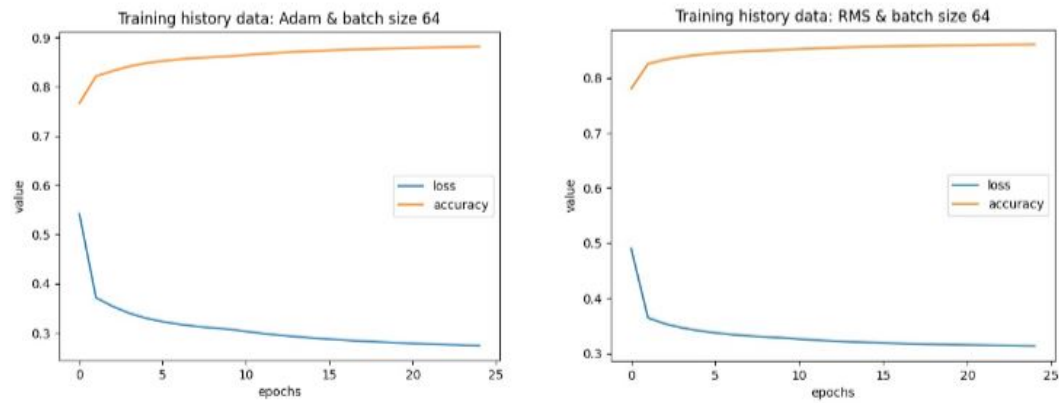 Training history data: Adam & batch size 64
0.9
0.8
0.7
0.6
0.5
0.4
0.3
value
loss
accuracy
0
5
10
15
20
25
epochs
Training history data: RMS & batch size 64
0.8
0.7
0.6
0.5
0.4
0.3
value
loss
accuracy
0
5
10
15
20
25
epochs